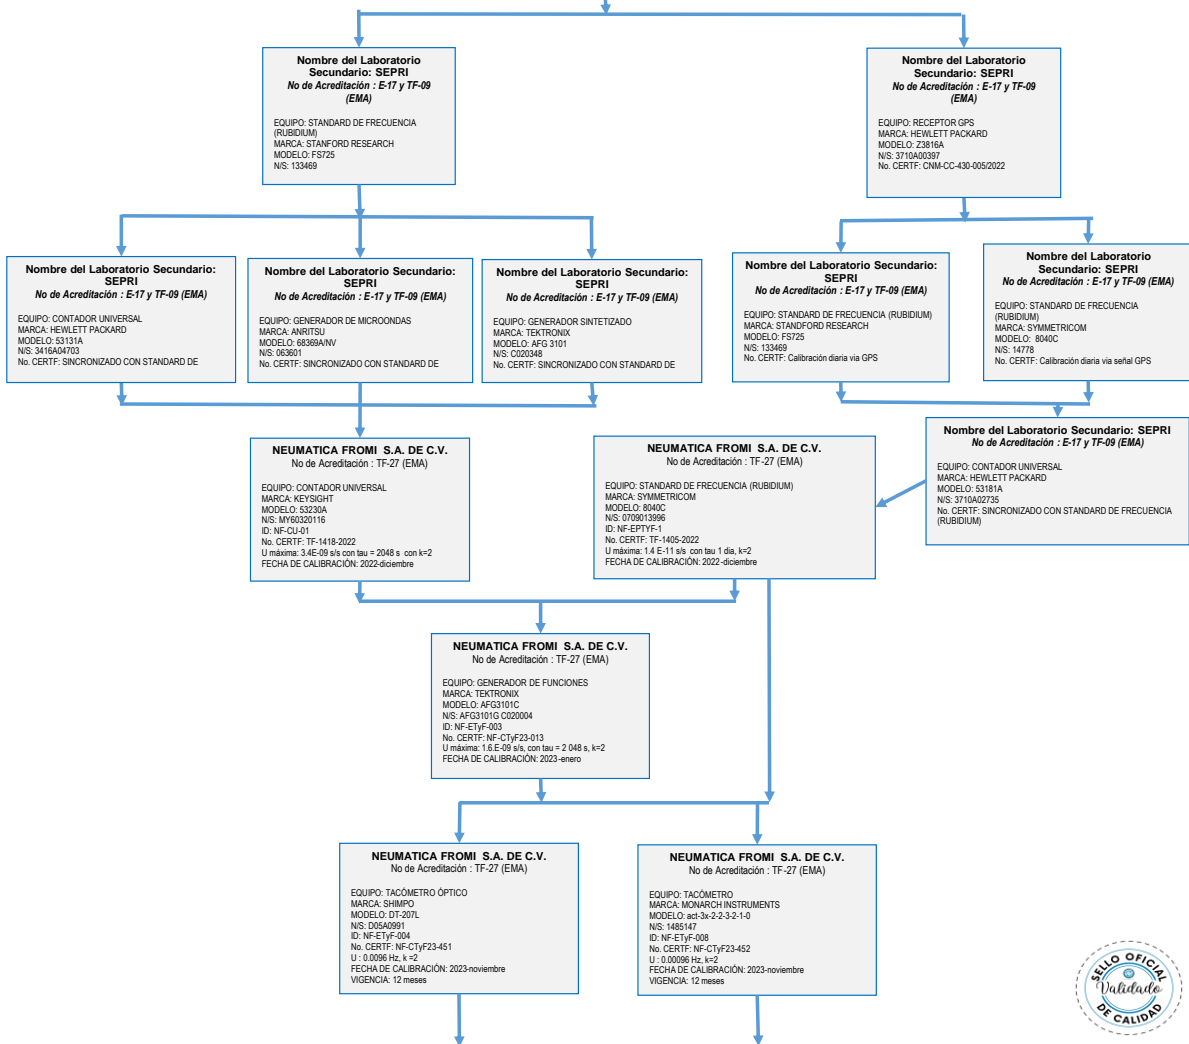 Nombre del Laboratorio
Secundario: SEPRI
No de Acreditación : E-17 y TF-09
(EMA)
EQUIPO: STANDARD DE FRECUENCIA
(RUBIDIUM)
MARCA: STANFORD RESEARCH
MODELO: FS725
N/S: 133469
Nombre del Laboratorio
Secundario: SEPRI
No de Acreditación : E-17 y TF-09
(EMA)
EQUIPO: RECEPTOR GPS
MARCA: HEWLETT PACKARD
MODELO: Z3816A
N/S: 3710A00397
No. CERTF: CNM-CC-430-005/2022
Nombre del Laboratorio Secundario:
SEPRI
No de Acreditación : E-17 y TF-09 (EMA)
EQUIPO: CONTADOR UNIVERSAL
MARCA: HEWLETT PACKARD
MODELO: 53131A
N/S: 3416A04703
No. CERTF: SINCRONIZADO CON STANDARD DE
Nombre del Laboratorio Secundario:
SEPRI
No de Acreditación : E-17 y TF-09 (EMA)
EQUIPO: GENERADOR DE MICROONDAS
MARCA: ANRITSU
MODELO: 68369A/NV
N/S: 063601
No. CERTF: SINCRONIZADO CON STANDARD DE
Nombre del Laboratorio Secundario:
SEPRI
No de Acreditación : E-17 y TF-09 (EMA)
EQUIPO: GENERADOR SINTETIZADO
MARCA: TEKTRONIX
MODELO: AFG 3101
N/S: C020348
No. CERTF: SINCRONIZADO CON STANDARD DE
Nombre del Laboratorio Secundario:
SEPRI
No de Acreditación : E-17 y TF-09 (EMA)
EQUIPO: STANDARD DE FRECUENCIA (RUBIDIUM)
MARCA: STANDFORD RESEARCH
MODELO: FS725
N/S: 133469
No. CERTF: Calibración diaria via GPS
Nombre del Laboratorio
Secundario: SEPRI
No de Acreditación : E-17 y TF-09 (EMA)
EQUIPO: STANDARD DE FRECUENCIA
(RUBIDIUM)
MARCA: SYMMETRICOM
MODELO: 8040C
N/S: 14778
No. CERTF: Calibración diaria via señal GPS
NEUMATICA FROMI S.A. DE C.V.
No de Acreditación : TF-27 (EMA)
EQUIPO: CONTADOR UNIVERSAL
MARCA: KEYSIGHT
MODELO: 53230A
N/S: MY60320116
ID: NF-CU-01
No. CERTF: TF-1418-2022
U máxima: 3.4E-09 s/s con tau = 2048 s con k=2
FECHA DE CALIBRACIÓN: 2022-diciembre
NEUMATICA FROMI S.A. DE C.V.
No de Acreditación : TF-27 (EMA)
EQUIPO: STANDARD DE FRECUENCIA (RUBIDIUM)
MARCA: SYMMETRICOM
MODELO: 8040C
N/S: 0709013996
ID: NF-EPTYF-1
No. CERTF: TF-1405-2022
U máxima: 1.4 E-11 s/s con tau 1 dia, k=2
FECHA DE CALIBRACIÓN: 2022-diciembre
Nombre del Laboratorio Secundario: SEPRI
No de Acreditación : E-17 y TF-09 (EMA)
EQUIPO: CONTADOR UNIVERSAL
MARCA: HEWLETT PACKARD
MODELO: 53181A
N/S: 3710A02735
No. CERTF: SINCRONIZADO CON STANDARD DE FRECUENCIA
(RUBIDIUM)
NEUMATICA FROMI S.A. DE C.V.
No de Acreditación : TF-27 (EMA)
EQUIPO: GENERADOR DE FUNCIONES
MARCA: TEKTRONIX
MODELO: AFG3101C
N/S: AFG3101G C020004
ID: NF-ETyF-003
No. CERTF: NF-CTyF23-013
U máxima: 1.6.E-09 s/s, con tau = 2 048 s, k=2
FECHA DE CALIBRACIÓN: 2023-enero
NEUMATICA FROMI S.A. DE C.V.
No de Acreditación : TF-27 (EMA)
EQUIPO: TACÓMETRO ÓPTICO
MARCA: SHIMPO
MODELO: DT-207L
N/S: D05A0991
ID: NF-ETyF-004
No. CERTF: NF-CTyF23-451
U : 0.0096 Hz, k =2
FECHA DE CALIBRACIÓN: 2023-noviembre
VIGENCIA: 12 meses
NEUMATICA FROMI S.A. DE C.V.
No de Acreditación : TF-27 (EMA)
EQUIPO: TACÓMETRO
MARCA: MONARCH INSTRUMENTS
MODELO: act-3x-2-2-3-2-1-0
N/S: 1485147
ID: NF-ETyF-008
No. CERTF: NF-CTyF23-452
U : 0.00096 Hz, k=2
FECHA DE CALIBRACIÓN: 2023-noviembre
VIGENCIA: 12 meses
SELLO OFICIAL
Validado
DE CALIDAD